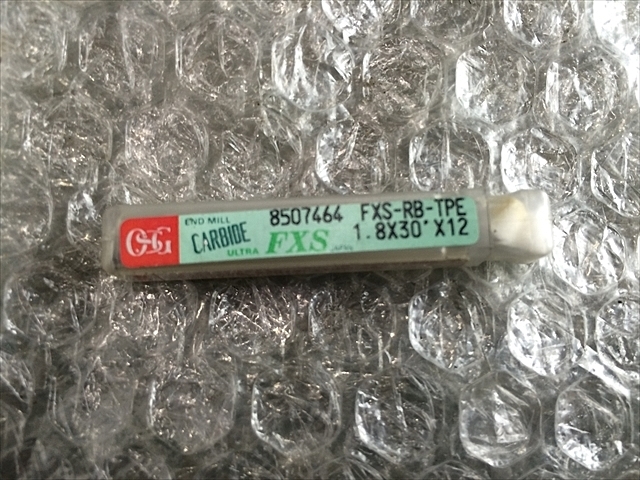 OSG
END MILL
CARBIDE
ULTRA FXS JAPAN
8507464 FXS-RB-TPE
1.8X30°X12